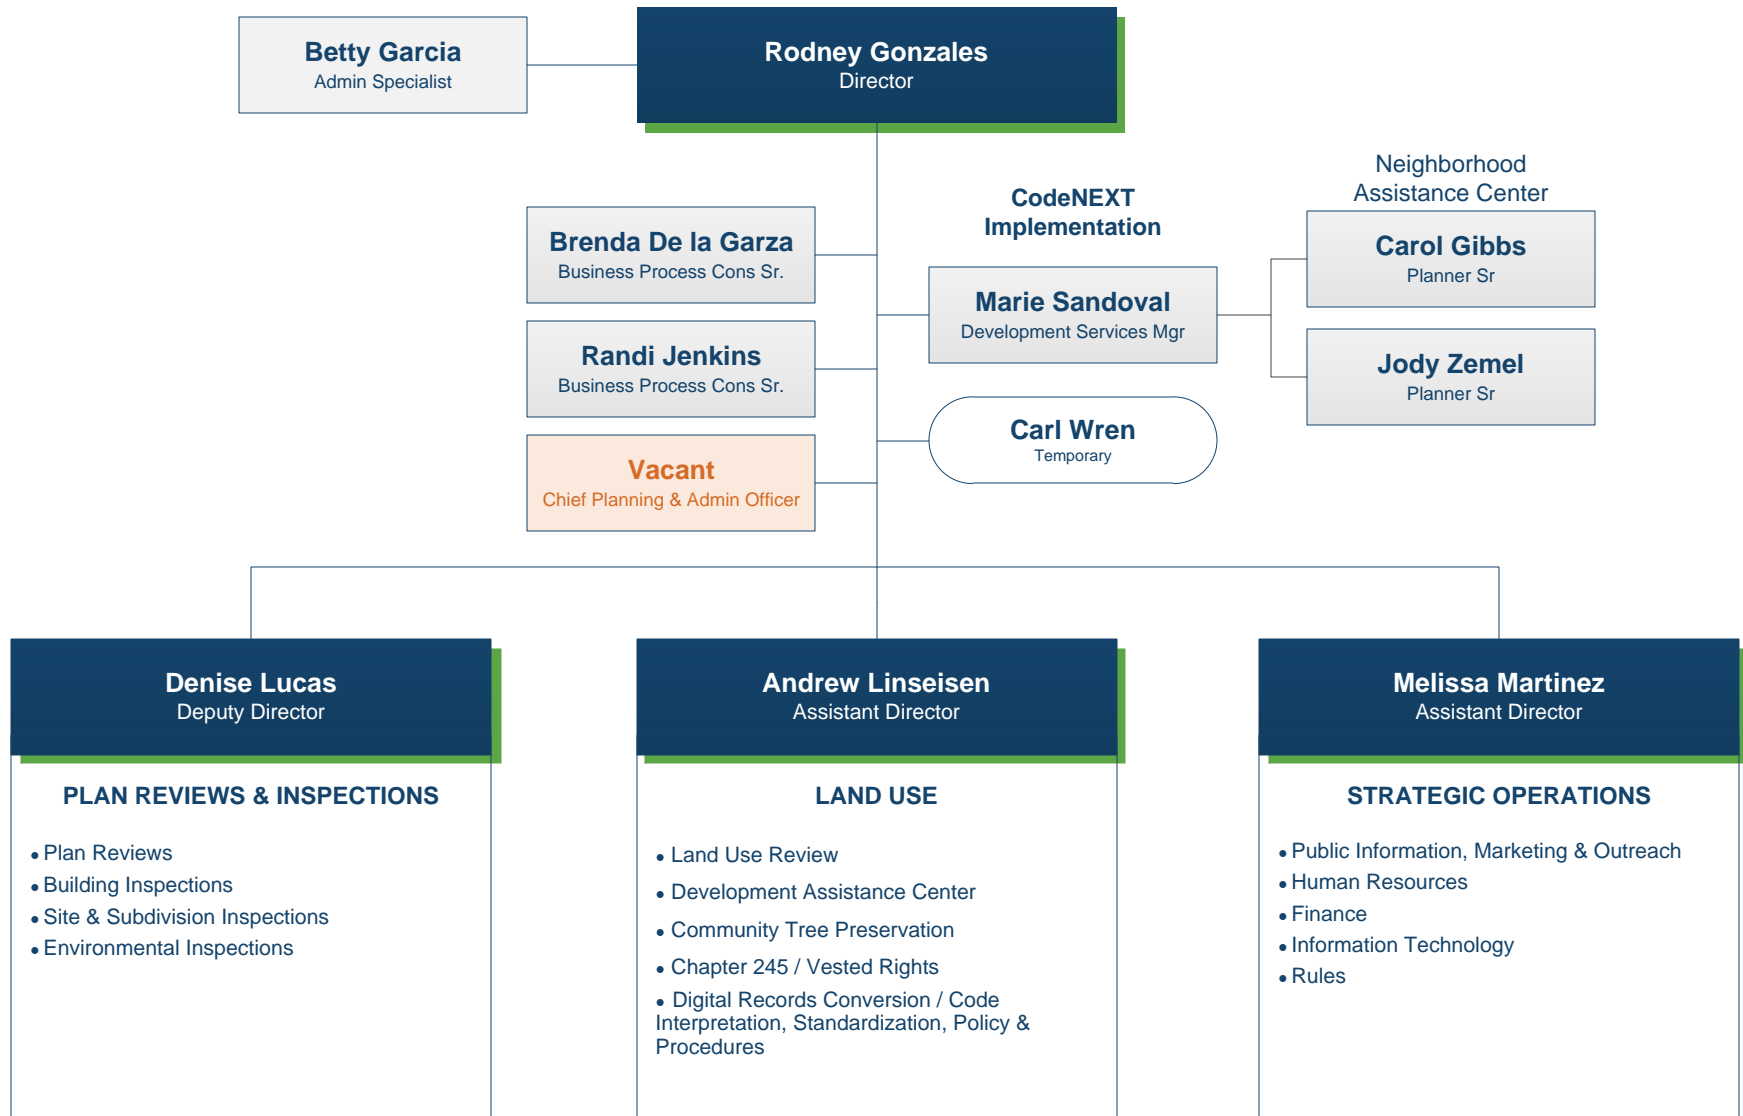 Betty Garcia
Admin Specialist
Rodney Gonzales
Director
Neighborhood
Assistance Center
CodeNEXT
Implementation
Brenda De la Garza
Business Process Cons Sr.
Carol Gibbs
Planner Sr
Marie Sandoval
Development Services Mgr
Randi Jenkins
Business Process Cons Sr.
Jody Zemel
Planner Sr
Carl Wren
Temporary
Vacant
Chief Planning & Admin Officer
Denise Lucas
Deputy Director
PLAN REVIEWS & INSPECTIONS
• Plan Reviews
• Building Inspections
• Site & Subdivision Inspections
• Environmental Inspections
Andrew Linseisen
Assistant Director
LAND USE
• Land Use Review
• Development Assistance Center
• Community Tree Preservation
• Chapter 245 / Vested Rights
• Digital Records Conversion / Code
Interpretation, Standardization, Policy &
Procedures
Melissa Martinez
Assistant Director
STRATEGIC OPERATIONS
• Public Information, Marketing & Outreach
• Human Resources
• Finance
• Information Technology
• Rules